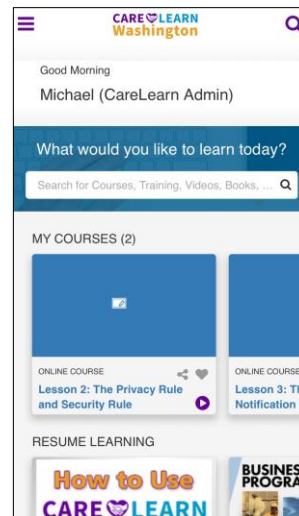 CARE LEARN
Washington
Good Morning
Michael (CareLearn Admin)
What would you like to learn today?
Search for Courses, Training, Videos, Books, ...
MY COURSES (2)
ONLINE COURSE
Lesson 2: The Privacy Rule
and Security Rule
ONLINE COURSE
Lesson 3: Th
Notification
RESUME LEARNING
How to Use
CARE LEARN
BUSINES
PROGRA